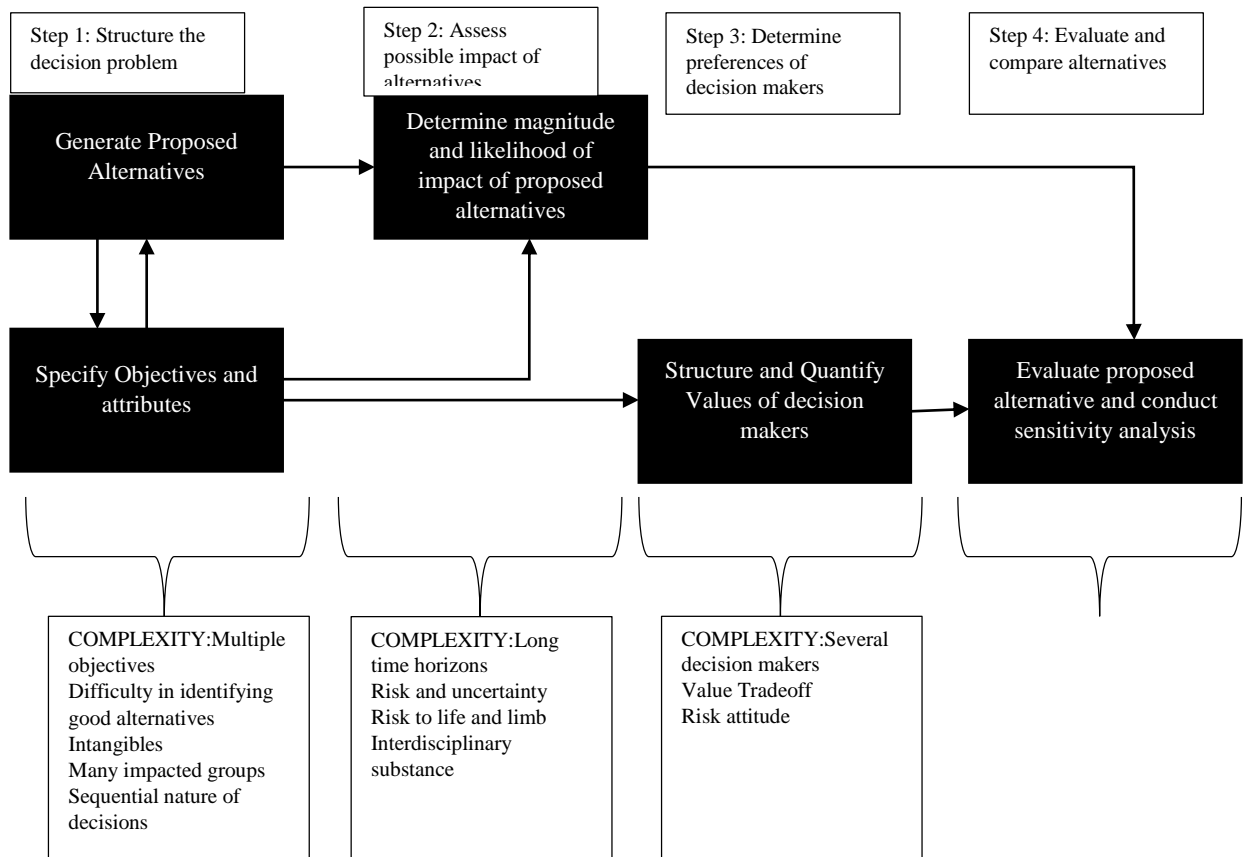 Step 1: Structure the
decision problem
Step 2: Assess
possible impact of
alternatives
Step 3: Determine
preferences of
decision makers
Step 4: Evaluate and
compare alternatives
Generate Proposed
Alternatives
Determine magnitude
and likelihood of
impact of proposed
alternatives
Specify Objectives and
attributes
Structure and Quantify
Values of decision
makers
Evaluate proposed
alternative and conduct
sensitivity analysis
COMPLEXITY:Multiple
objectives
Difficulty in identifying
good alternatives
Intangibles
Many impacted groups
Sequential nature of
decisions
COMPLEXITY:Long
time horizons
Risk and uncertainty
Risk to life and limb
Interdisciplinary
substance
COMPLEXITY:Several
decision makers
Value Tradeoff
Risk attitude